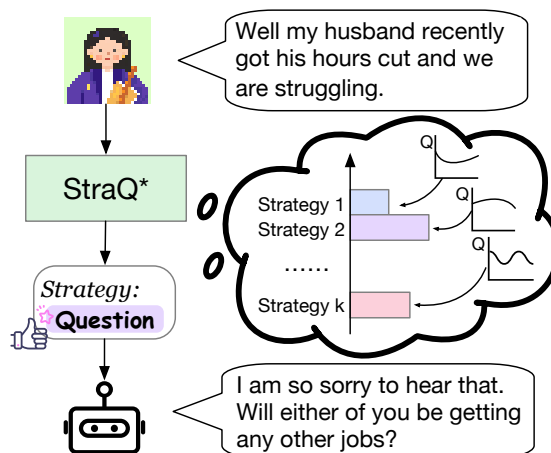 Well my husband recently
got his hours cut and we
are struggling.
StraQ*
Q
Strategy 1
Q
Strategy 2
Q
......
Strategy k
Strategy:
Question
I am so sorry to hear that.
Will either of you be getting
any other jobs?